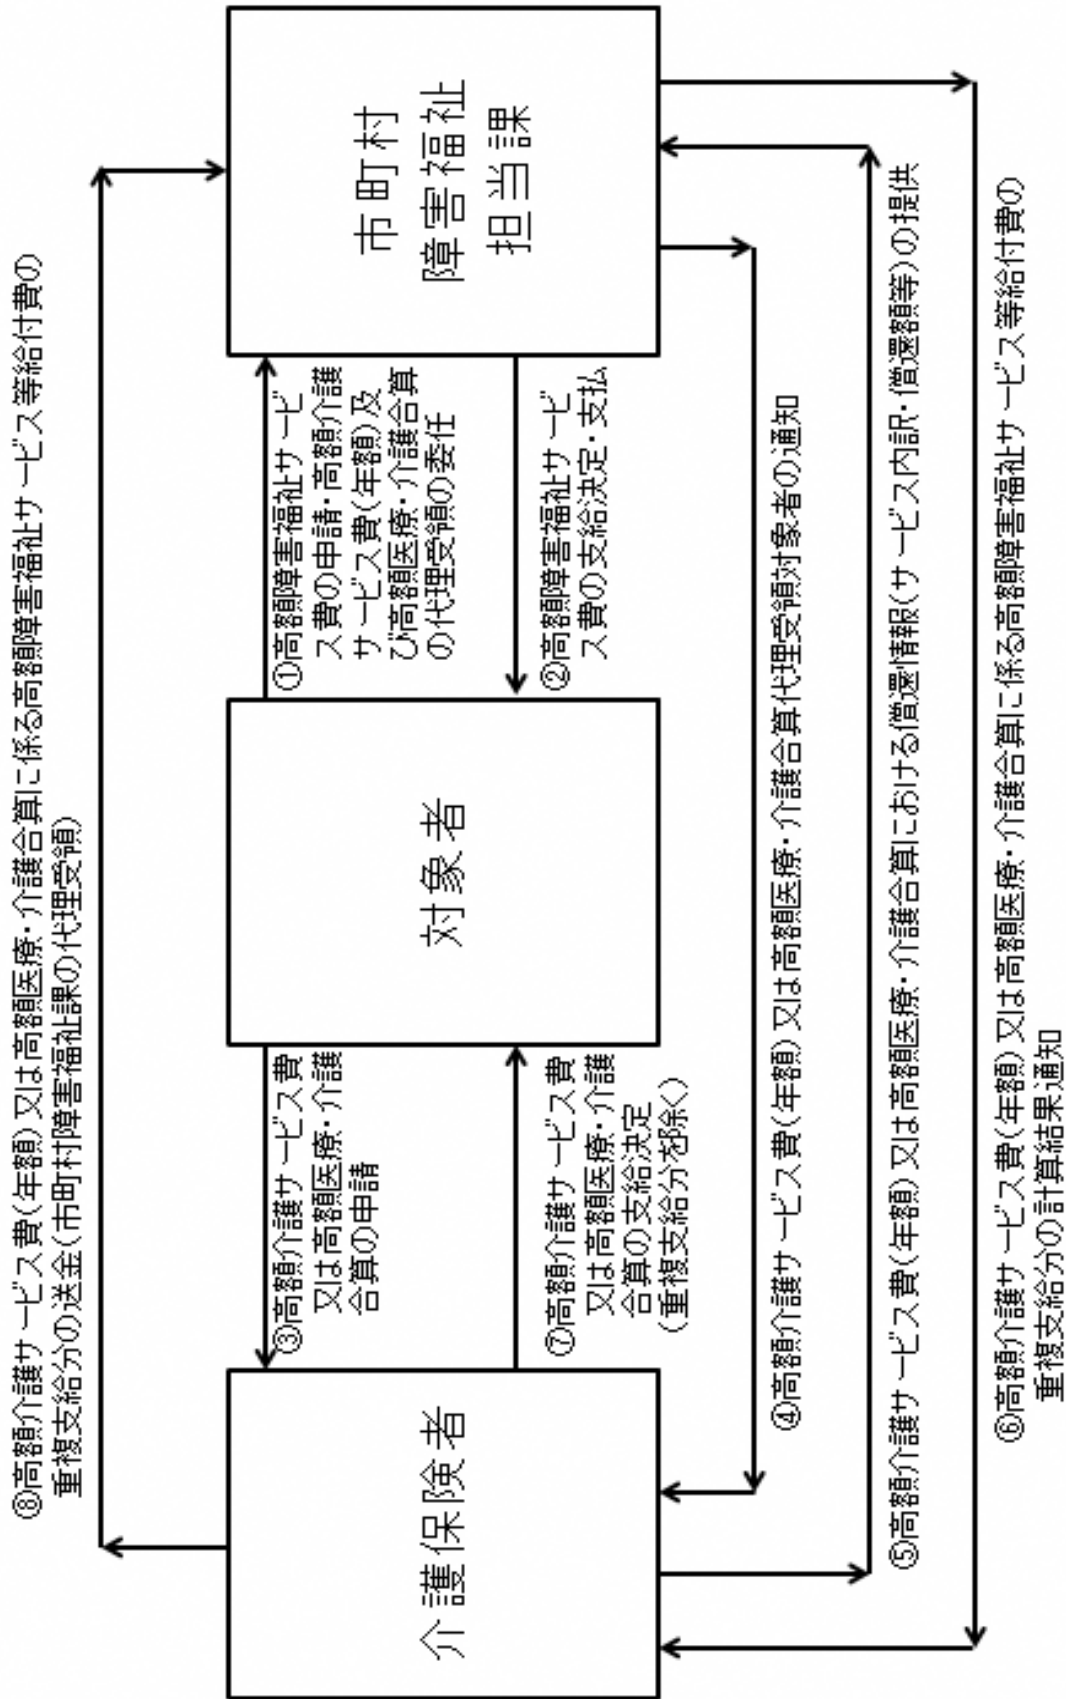 ⑧高額介護サービス費(年額)又は高額医療・介護合算に係る高額障害福祉サービス等給付費の
重複支給分の送金(市町村障害福祉課の代理受領)
介護保険者
③高額介護サービス費
又は高額医療・介護
合算の申請
⑦高額介護サービス費
又は高額医療・介護
合算の支給決定
(重複支給分を除く)
対象者
①高額障害福祉サービ
ス費の申請・高額介護
サービス費(年額)及
び高額医療・介護合算
の代理受領の委任
②高額障害福祉サービ
ス費の支給決定・支払
市町村
障害福祉
担当課
④高額介護サービス費(年額)又は高額医療・介護合算代理受領対象者の通知
⑤高額介護サービス費(年額)又は高額医療・介護合算における償還情報(サービス内訳・償還額等)の提供
⑥高額介護サービス費(年額)又は高額医療・介護合算に係る高額障害福祉サービス等給付費の
重複支給分の計算結果通知